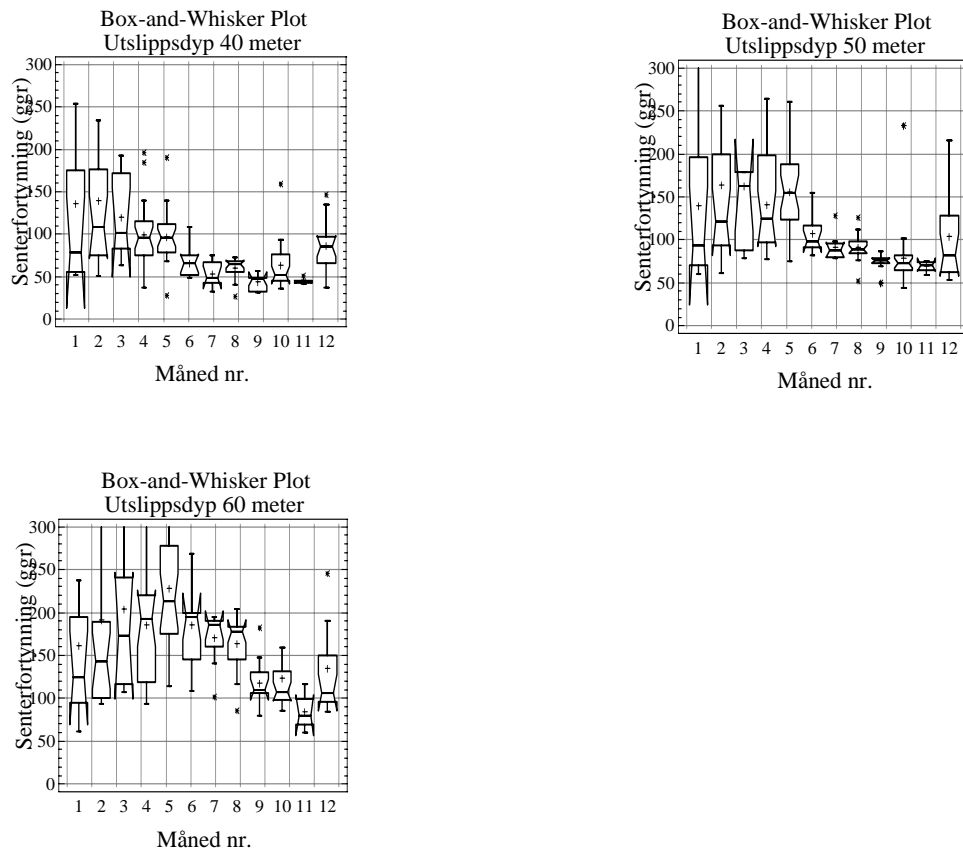 Box-and-Whisker Plot
Utslippsdyp 40 meter
Senterfortynning (ggr)
300
250
200
150
100
50
0
1 2 3 4 5 6 7 8 9 10 11 12
Måned nr.
Box-and-Whisker Plot
Utslippsdyp 50 meter
Senterfortynning (ggr)
300
250
200
150
100
50
0
1 2 3 4 5 6 7 8 9 10 11 12
Måned nr.
Box-and-Whisker Plot
Utslippsdyp 60 meter
Senterfortynning (ggr)
300
250
200
150
100
50
0
1 2 3 4 5 6 7 8 9 10 11 12
Måned nr.